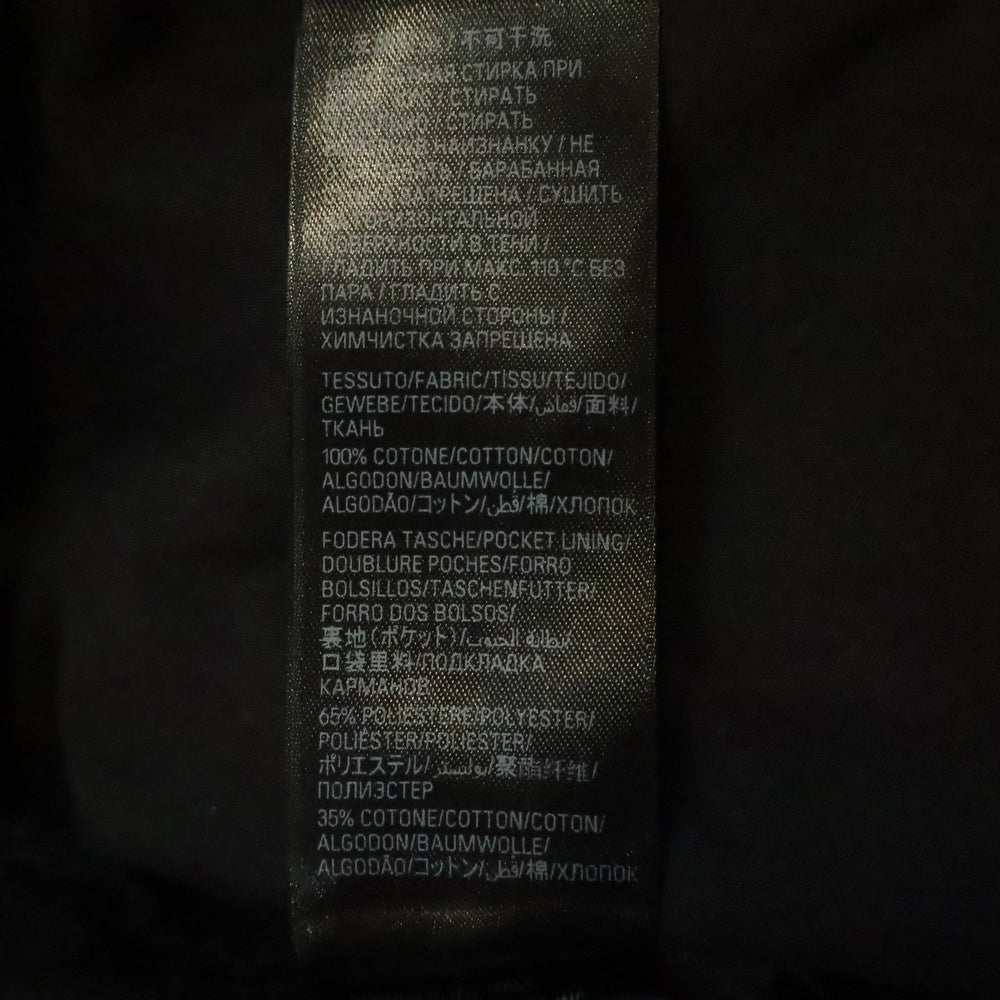 / 不可干洗
СТИРКА ПРИ
/ СТИРАТЬ
/ СТИРАТЬ
НАИЗНАНКУ / НЕ
/ БАРАБАННАЯ
ЗАПРЕЩЕНА / СУШИТЬ
ГОРИЗОНТАЛЬНОЙ
ПОВЕРХНОСТИ В ТЕНИ /
ГЛАДИТЬ ПРИ МАКС. 110 °C БЕЗ
ПАРА / ГЛАДИТЬ С
ИЗНАНОЧНОЙ СТОРОНЫ /
ХИМЧИСТКА ЗАПРЕЩЕНА.
TESSUTO/FABRIC/TISSU/TEJIDO/
GEWEBE/TECIDO/本体/قماش/面料/
ТКАНЬ
100% COTONE/COTTON/COTON/
ALGODON/BAUMWOLLE/
ALGODÃO/コットン/قطن/棉/ХЛОПОК
FODERA TASCHE/POCKET LINING/
DOUBLURE POCHES/FORRO
BOLSILLOS/TASCHENFUTTER/
FORRO DOS BOLSOS/
裏地(ポケット)/بطانة الجيوب/
口袋里料/ПОДКЛАДКА
КАРМАНОВ
65% POLIESTERE/POLYESTER/
POLIÉSTER/POLIESTER/
ポリエステル/بوليستر/聚酯纤维/
ПОЛИЭСТЕР
35% COTONE/COTTON/COTON/
ALGODON/BAUMWOLLE/
ALGODÃO/コットン/قطن/棉/ХЛОПОК